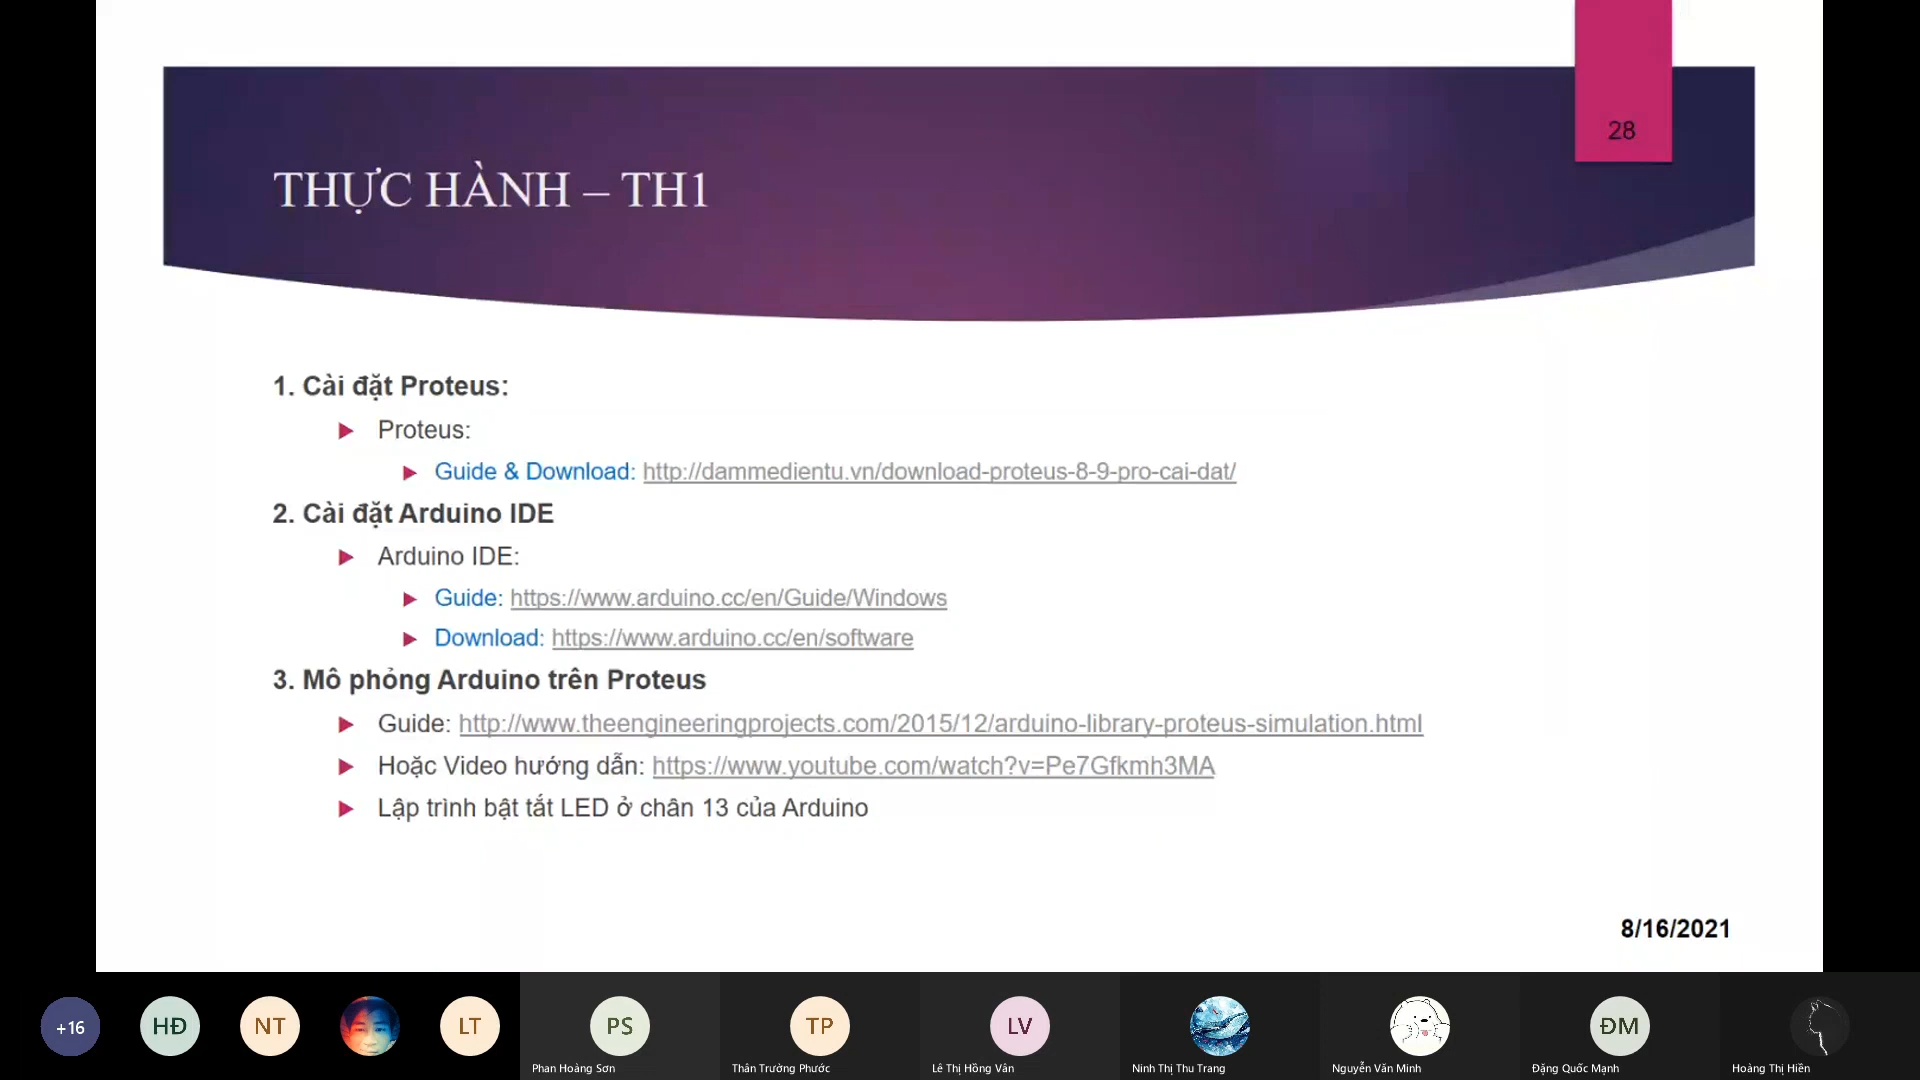 28
THỰC HÀNH – TH1
1. Cài đặt Proteus:
Proteus:
Guide & Download: http://dammedientu.vn/download-proteus-8-9-pro-cai-dat/
2. Cài đặt Arduino IDE
Arduino IDE:
Guide: https://www.arduino.cc/en/Guide/Windows
Download: https://www.arduino.cc/en/software
3. Mô phỏng Arduino trên Proteus
Guide: http://www.theengineeringprojects.com/2015/12/arduino-library-proteus-simulation.html
Hoặc Video hướng dẫn: https://www.youtube.com/watch?v=Pe7Gfkmh3MA
Lập trình bật tắt LED ở chân 13 của Arduino
8/16/2021
+16 HĐ NT LT PS TP LV ĐM
Phan Hoàng Sơn Thân Trường Phước Lê Thị Hồng Vân Ninh Thị Thu Trang Nguyễn Văn Minh Đặng Quốc Mạnh Hoàng Thị Hiền